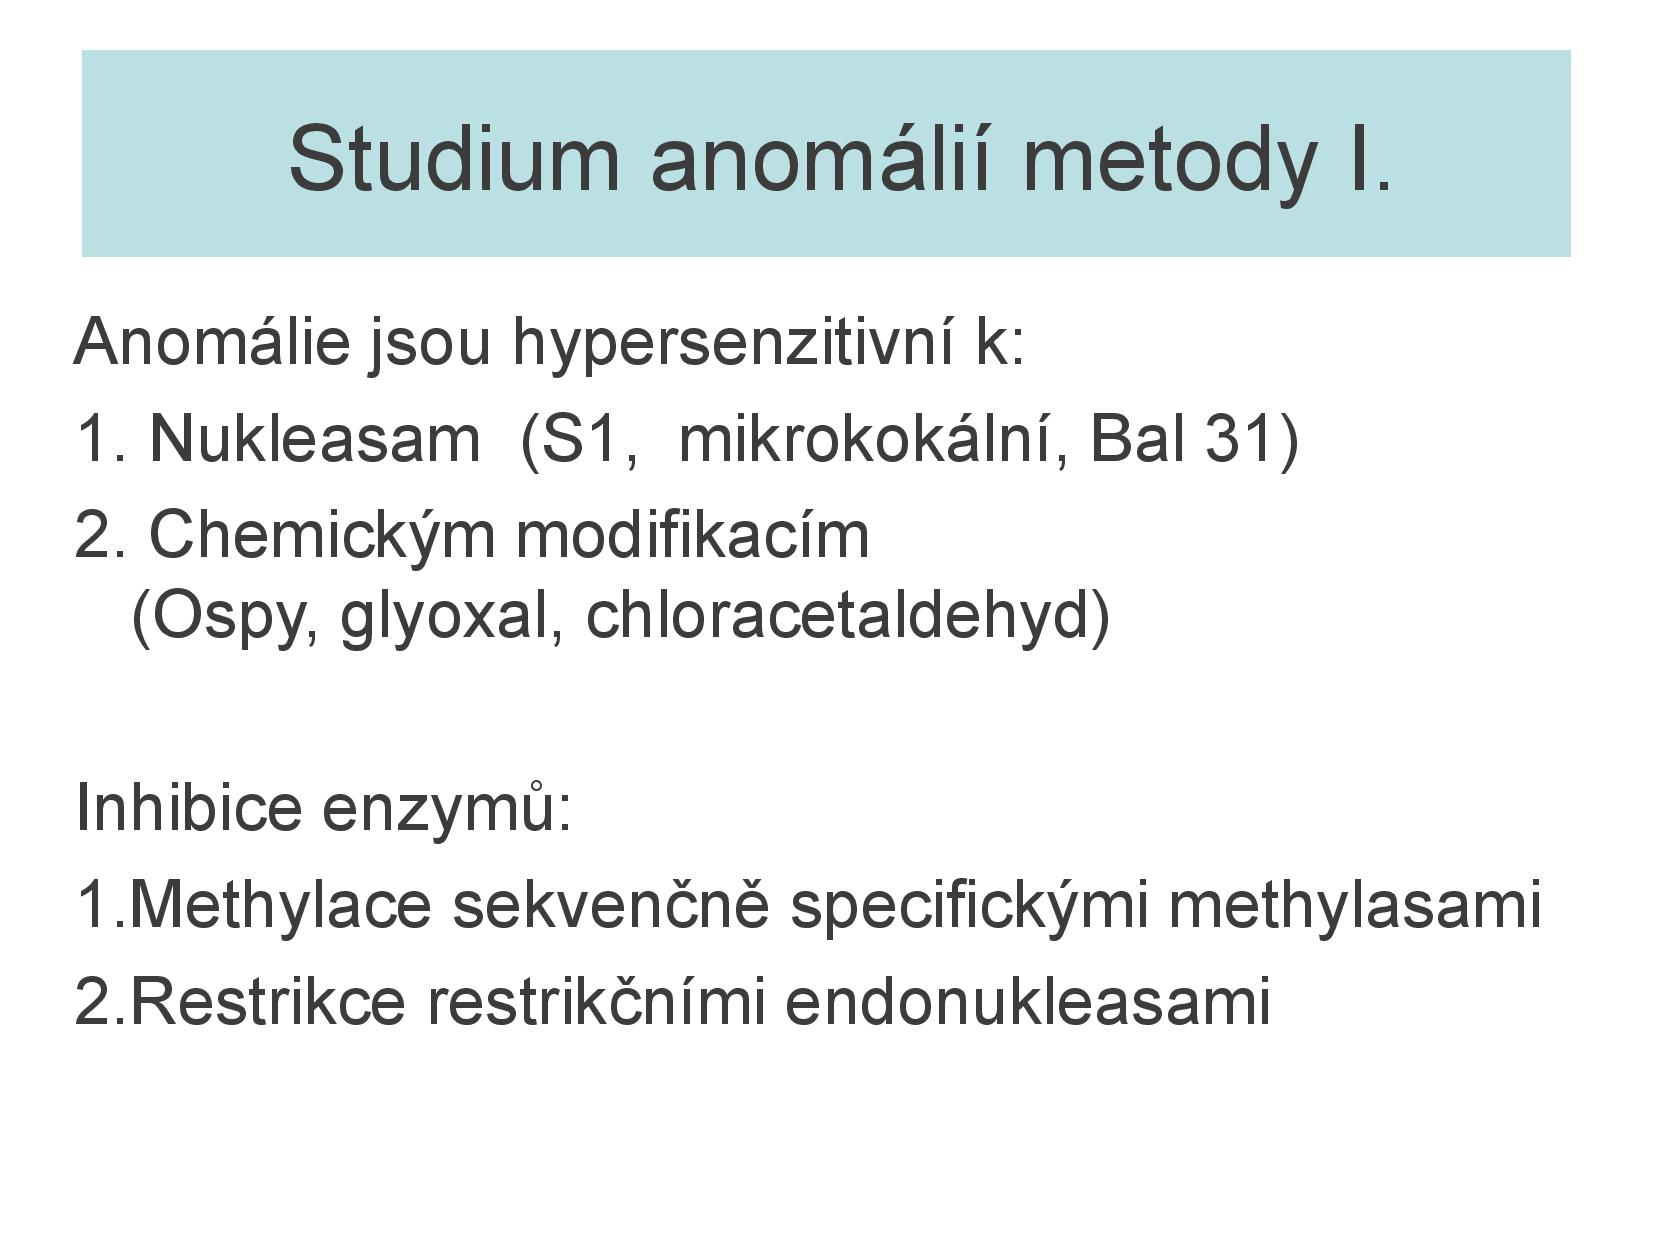 Studium anomálií metody I.
Anomálie jsou hypersenzitivní k:
1. Nukleasam (S1, mikrokokální, Bal 31)
2. Chemickým modifikacím
(Ospy, glyoxal, chloracetaldehyd)
Inhibice enzymů:
1.Methylace sekvenčně specifickými methylasami
2.Restrikce restrikčními endonukleasami